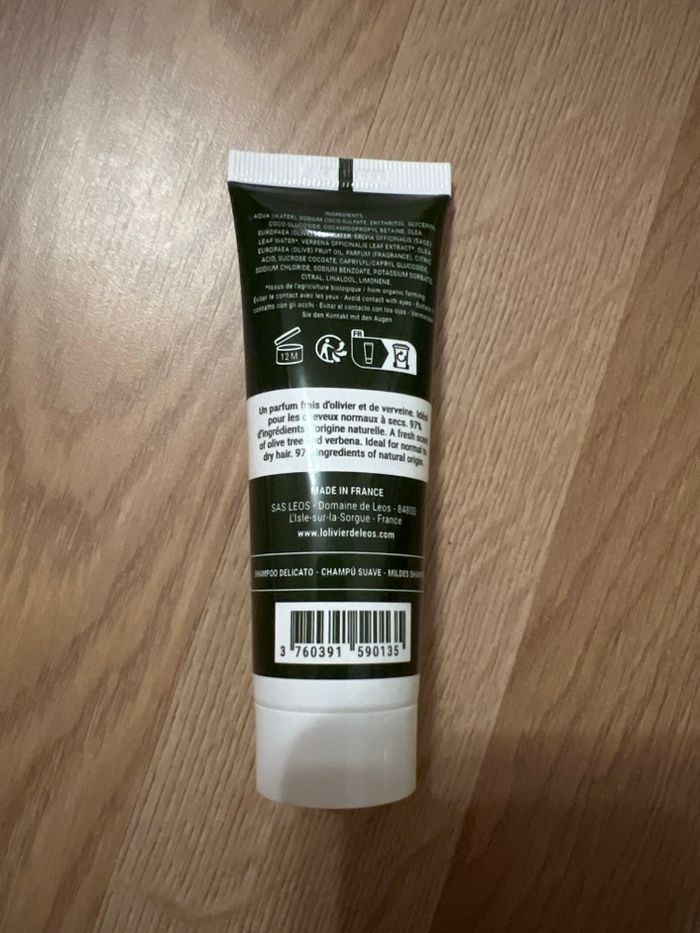 INGREDIENTS
AQUA (WATER), SODIUM COCO-SULFATE, ERYTHRITOL, GLYCERIN,
COCO-GLUCOSIDE, COCAMIDOPROPYL BETAINE, OLEA
EUROPAEA (OLIVE) WATER, SALVIA OFFICINALIS (SAGE)
LEAF WATER*, VERBENA OFFICINALIS LEAF EXTRACT*, OLEA
EUROPAEA (OLIVE) FRUIT OIL, PARFUM (FRAGRANCE), CITRIC
ACID, SUCROSE COCOATE, CAPRYLYL/CAPRYL GLUCOSIDE,
SODIUM CHLORIDE, SODIUM BENZOATE, POTASSIUM SORBATE,
CITRAL, LINALOOL, LIMONENE.
*Issus de l'agriculture biologique / from organic farming
Eviter le contact avec les yeux - Avoid contact with eyes -
contatto con gli occhi - Evitar el contacto con los ojos -
Sie den Kontakt mit den Augen
12 M
FR
Un parfum frais d'olivier et de verveine. Idéal
pour les cheveux normaux à secs. 97%
d'ingrédients d'origine naturelle. A fresh scent
of olive tree and verbena. Ideal for normal to
dry hair. 97 ingredients of natural origin.
MADE IN FRANCE
SAS LEOS - Domaine de Leos - 84800
L'Isle-sur-la-Sorgue - France
www.lolivierdeleos.com
SHAMPOO DELICATO - CHAMPÚ SUAVE - MILDES
3 760391 590135